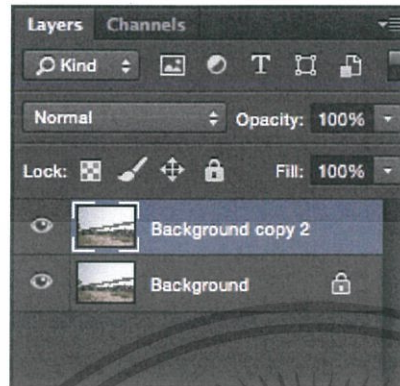 Layers Channels
Kind
Normal Opacity: 100%
Lock: Fill: 100%
Background copy 2
Background